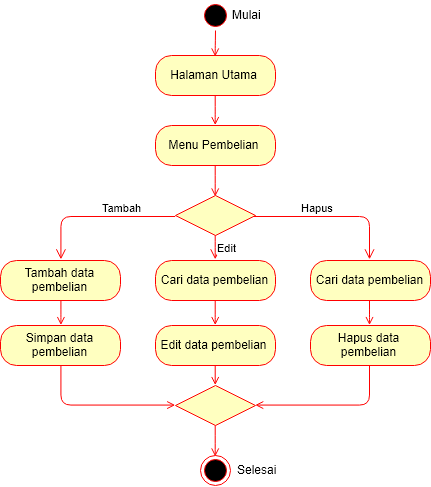 Mulai
Halaman Utama
Menu Pembelian
Tambah
Hapus
Edit
Tambah data
pembelian
Cari data pembelian
Cari data pembelian
Simpan data
pembelian
Edit data pembelian
Hapus data
pembelian
Selesai